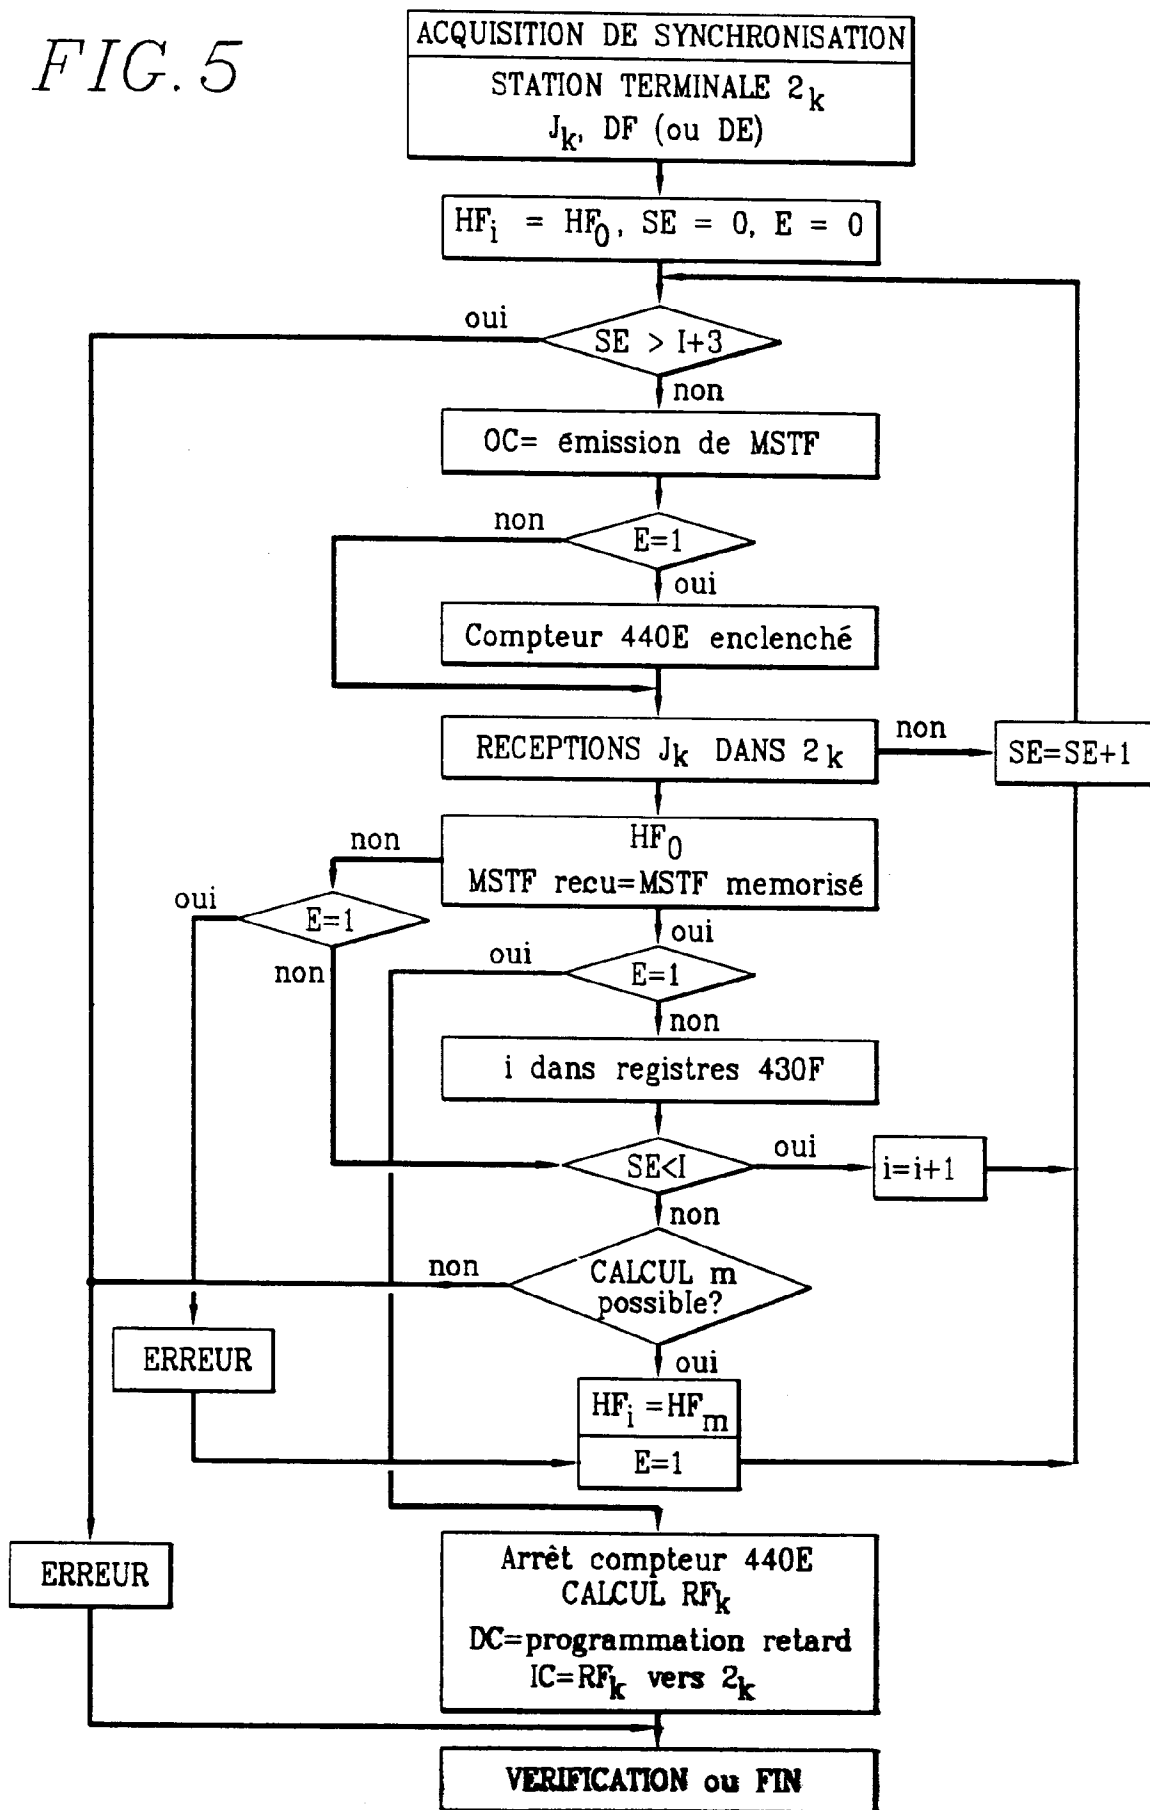 FIG. 5
ACQUISITION DE SYNCHRONISATION
STATION TERMINALE 2k
Jk, DF (ou DE)
HFi = HF0, SE = 0, E = 0
oui
SE > I+3
non
OC= émission de MSTF
non
E=1
oui
Compteur 440E enclenché
RECEPTIONS Jk DANS 2k
non
SE=SE+1
HF0
MSTF recu=MSTF memorisé
non
oui
E=1
non
oui
oui
E=1
non
i dans registres 430F
SE<I
oui
i=i+1
non
CALCUL m
possible?
non
oui
ERREUR
HFi =HFm
E=1
ERREUR
Arrêt compteur 440E
CALCUL RFk
DC=programmation retard
IC=RFk vers 2k
VERIFICATION ou FIN